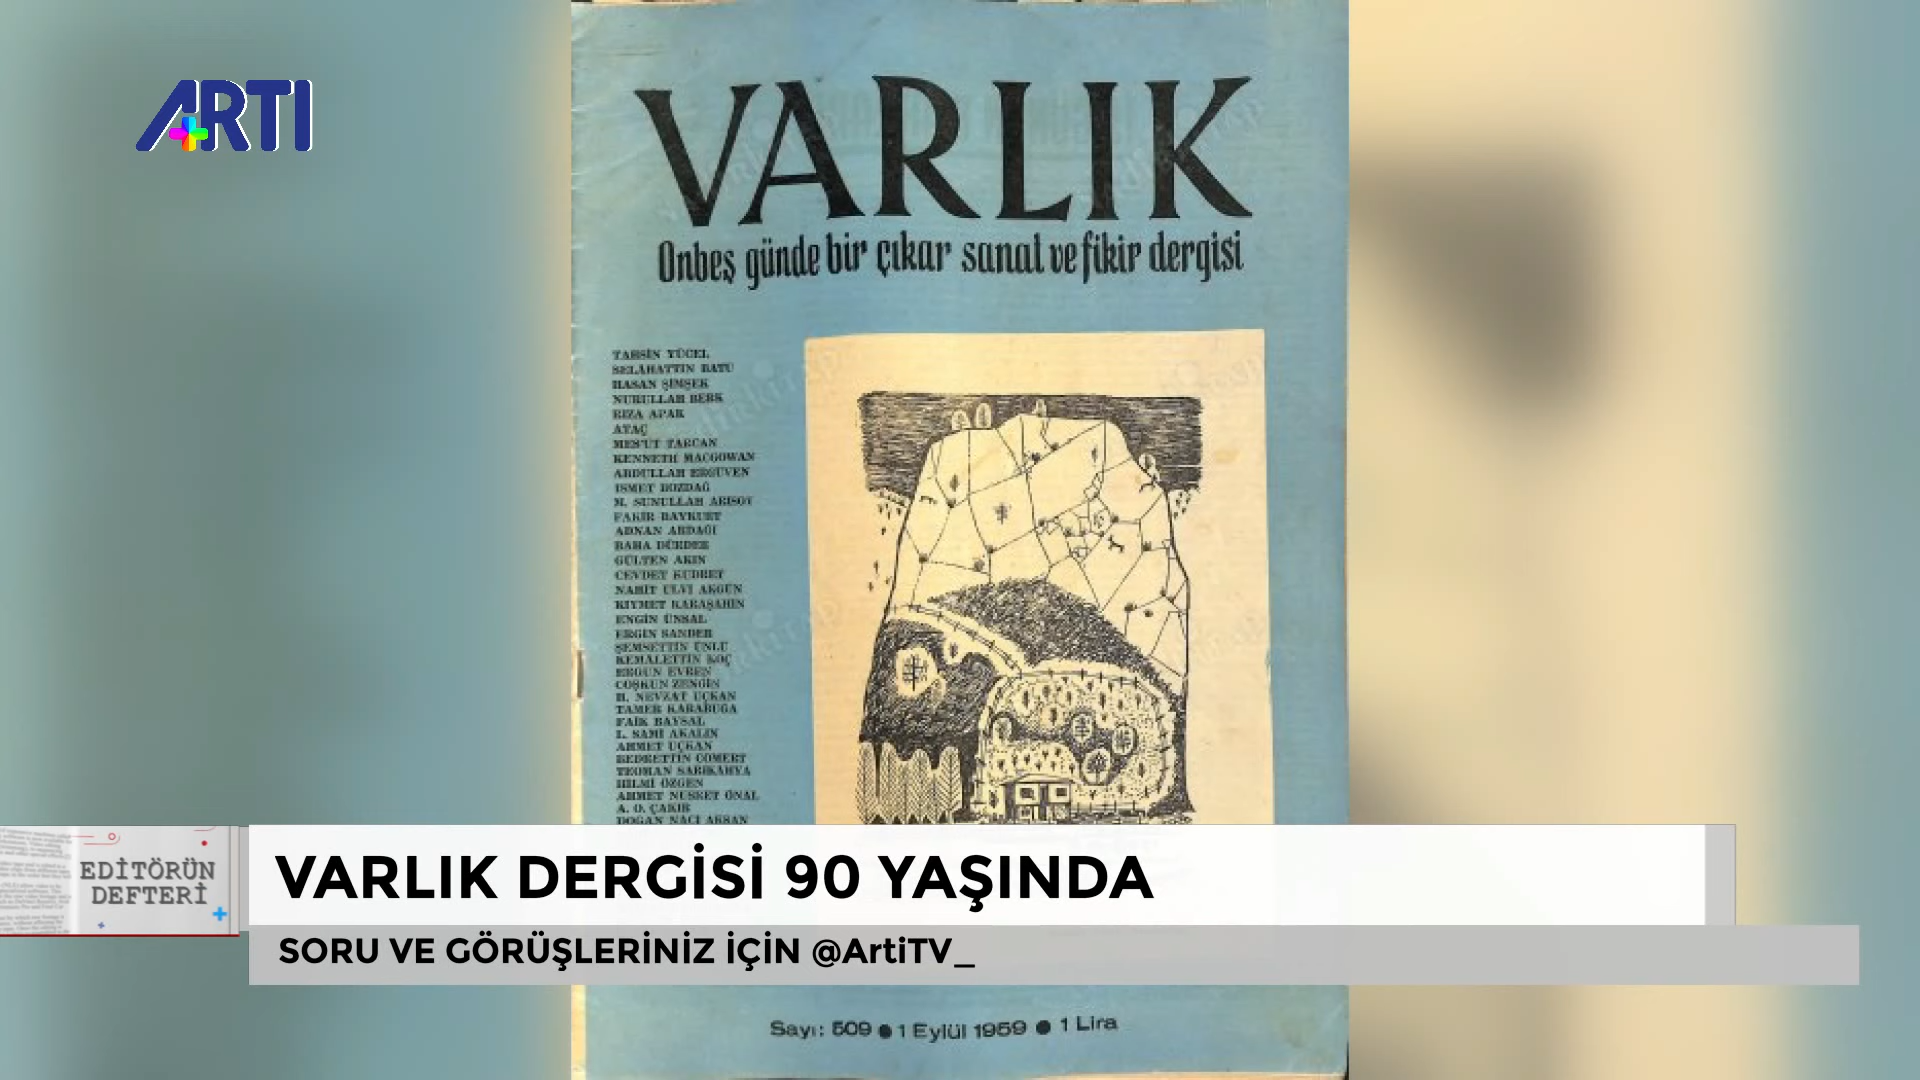 ARTI
VARLIK
Onbeş günde bir çıkar sanat ve fikir dergisi
TAHSİN YÜCEL
SELÂHATTİN BATU
HASAN ŞİMŞEK
NURULLAH BERK
RIZA APAK
ATAÇ
MES'UT TARCAN
KENNETH MACGOWAN
ABDULLAH ERGÜVEN
İSMET BOZDAĞ
M. SUNULLAH ARISOY
FAKİR BAYKURT
ADNAN ARDAĞI
BAHA DÜRDER
GÜLTEN AKIN
CEVDET KUDRET
NAHİT ULVİ AKGÜN
KIYMET KARAŞAHİN
ENGİN ÜNSAL
ERGİN SANDER
ŞEMSETTİN ÜNLÜ
KEMALETTİN KOÇ
ERGUN EVREN
COŞKUN ZENGİN
H. NEVZAT UÇKAN
TAMER KARABUĞA
FAİK BAYSAL
L. SAMİ AKALIN
AHMET UÇKAN
BEDRETTİN CÖMERT
TEOMAN SARIKAHYA
HİLMİ ÖZGEN
AHMET NUSRET ÖNAL
A. O. ÇAKIR
DOĞAN NACİ AKSAN
EDİTÖRÜN
DEFTERİ
VARLIK DERGİSİ 90 YAŞINDA
SORU VE GÖRÜŞLERİNİZ İÇİN @ArtiTV_
Sayı: 509 ● 1 Eylül 1959 ● 1 Lira